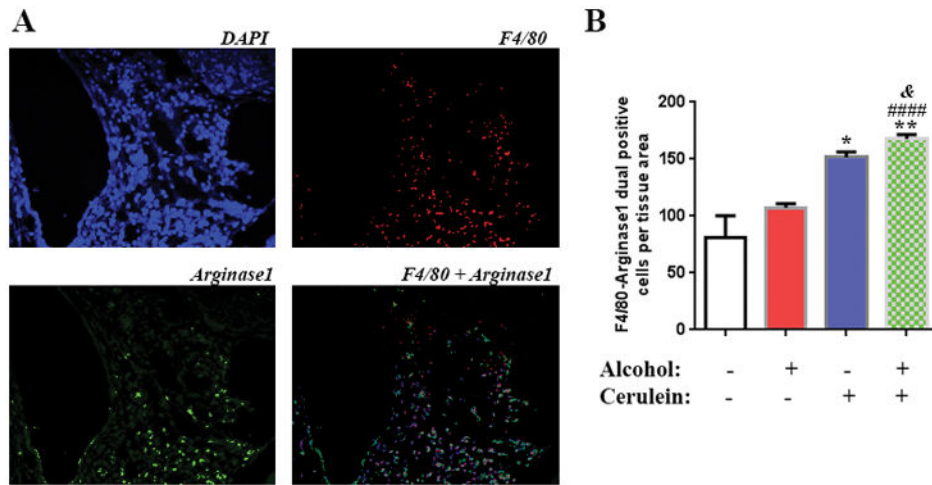 A
DAPI
F4/80
Arginase1
F4/80 + Arginase1
B
F4/80-Arginase1 dual positive
cells per tissue area
200
150
100
50
0
*
&
####
**
Alcohol: - + - +
Cerulein: - - + +